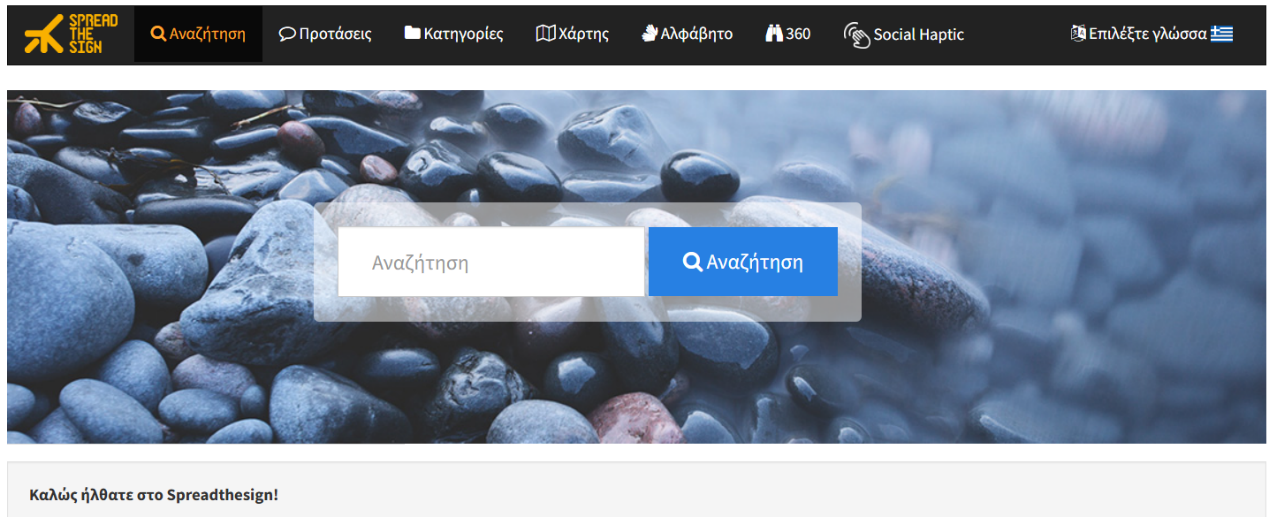 SPREAD
THE
SIGN
Αναζήτηση
Προτάσεις
Κατηγορίες
Χάρτης
Αλφάβητο
360
Social Haptic
Επιλέξτε γλώσσα
Αναζήτηση
Αναζήτηση
Καλώς ήλθατε στο Spreadthesign!